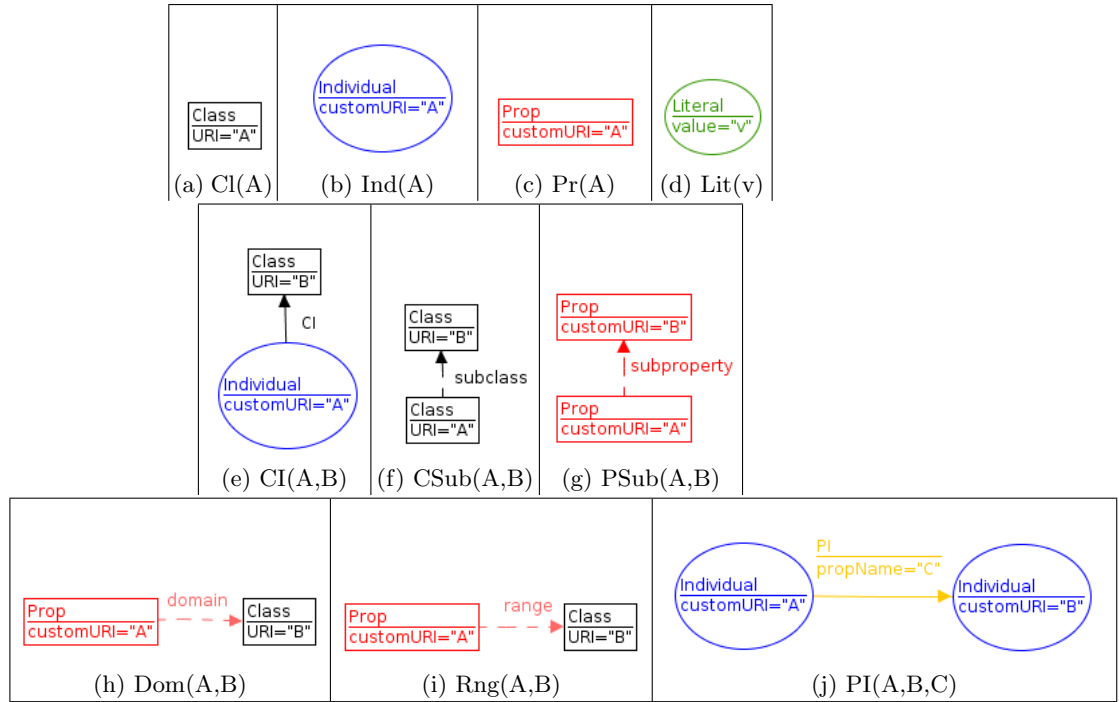 Class
URI="A"
(a) Cl(A)
Individual
customURI="A"
(b) Ind(A)
Prop
customURI="A"
(c) Pr(A)
Literal
value="v"
(d) Lit(v)
Class
URI="B"
CI
Individual
customURI="A"
(e) CI(A,B)
Class
URI="B"
subclass
Class
URI="A"
(f) CSub(A,B)
Prop
customURI="B"
subproperty
Prop
customURI="A"
(g) PSub(A,B)
Prop
customURI="A"
domain
Class
URI="B"
(h) Dom(A,B)
Prop
customURI="A"
range
Class
URI="B"
(i) Rng(A,B)
Individual
customURI="A"
PI
propName="C"
Individual
customURI="B"
(j) PI(A,B,C)